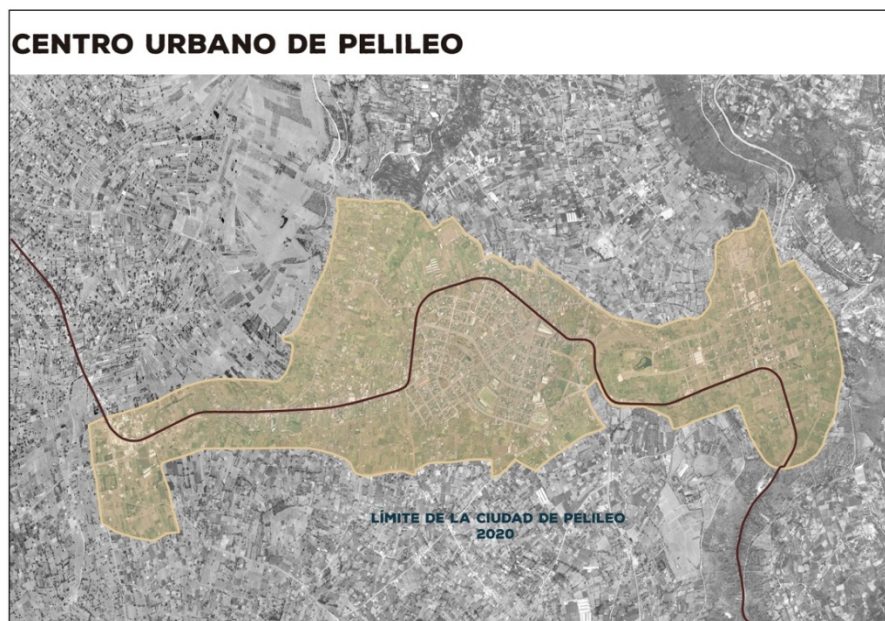 CENTRO URBANO DE PELILEO
LÍMITE DE LA CIUDAD DE PELILEO
2020